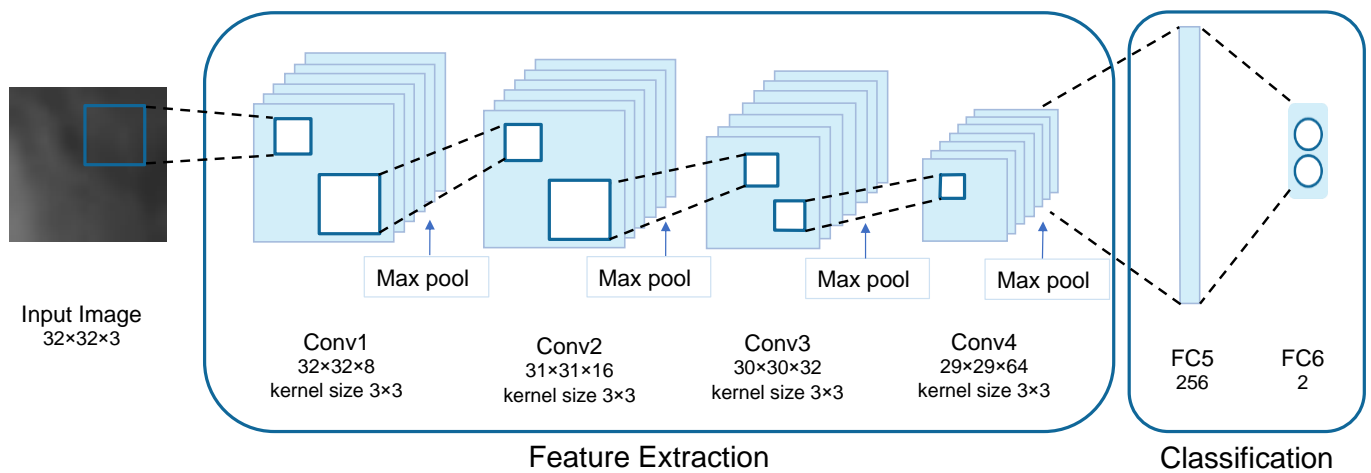 Input Image
32×32×3
Max pool
Max pool
Max pool
Max pool
Conv1
32×32×8
kernel size 3×3
Conv2
31×31×16
kernel size 3×3
Conv3
30×30×32
kernel size 3×3
Conv4
29×29×64
kernel size 3×3
FC5
256
FC6
2
Feature Extraction
Classification